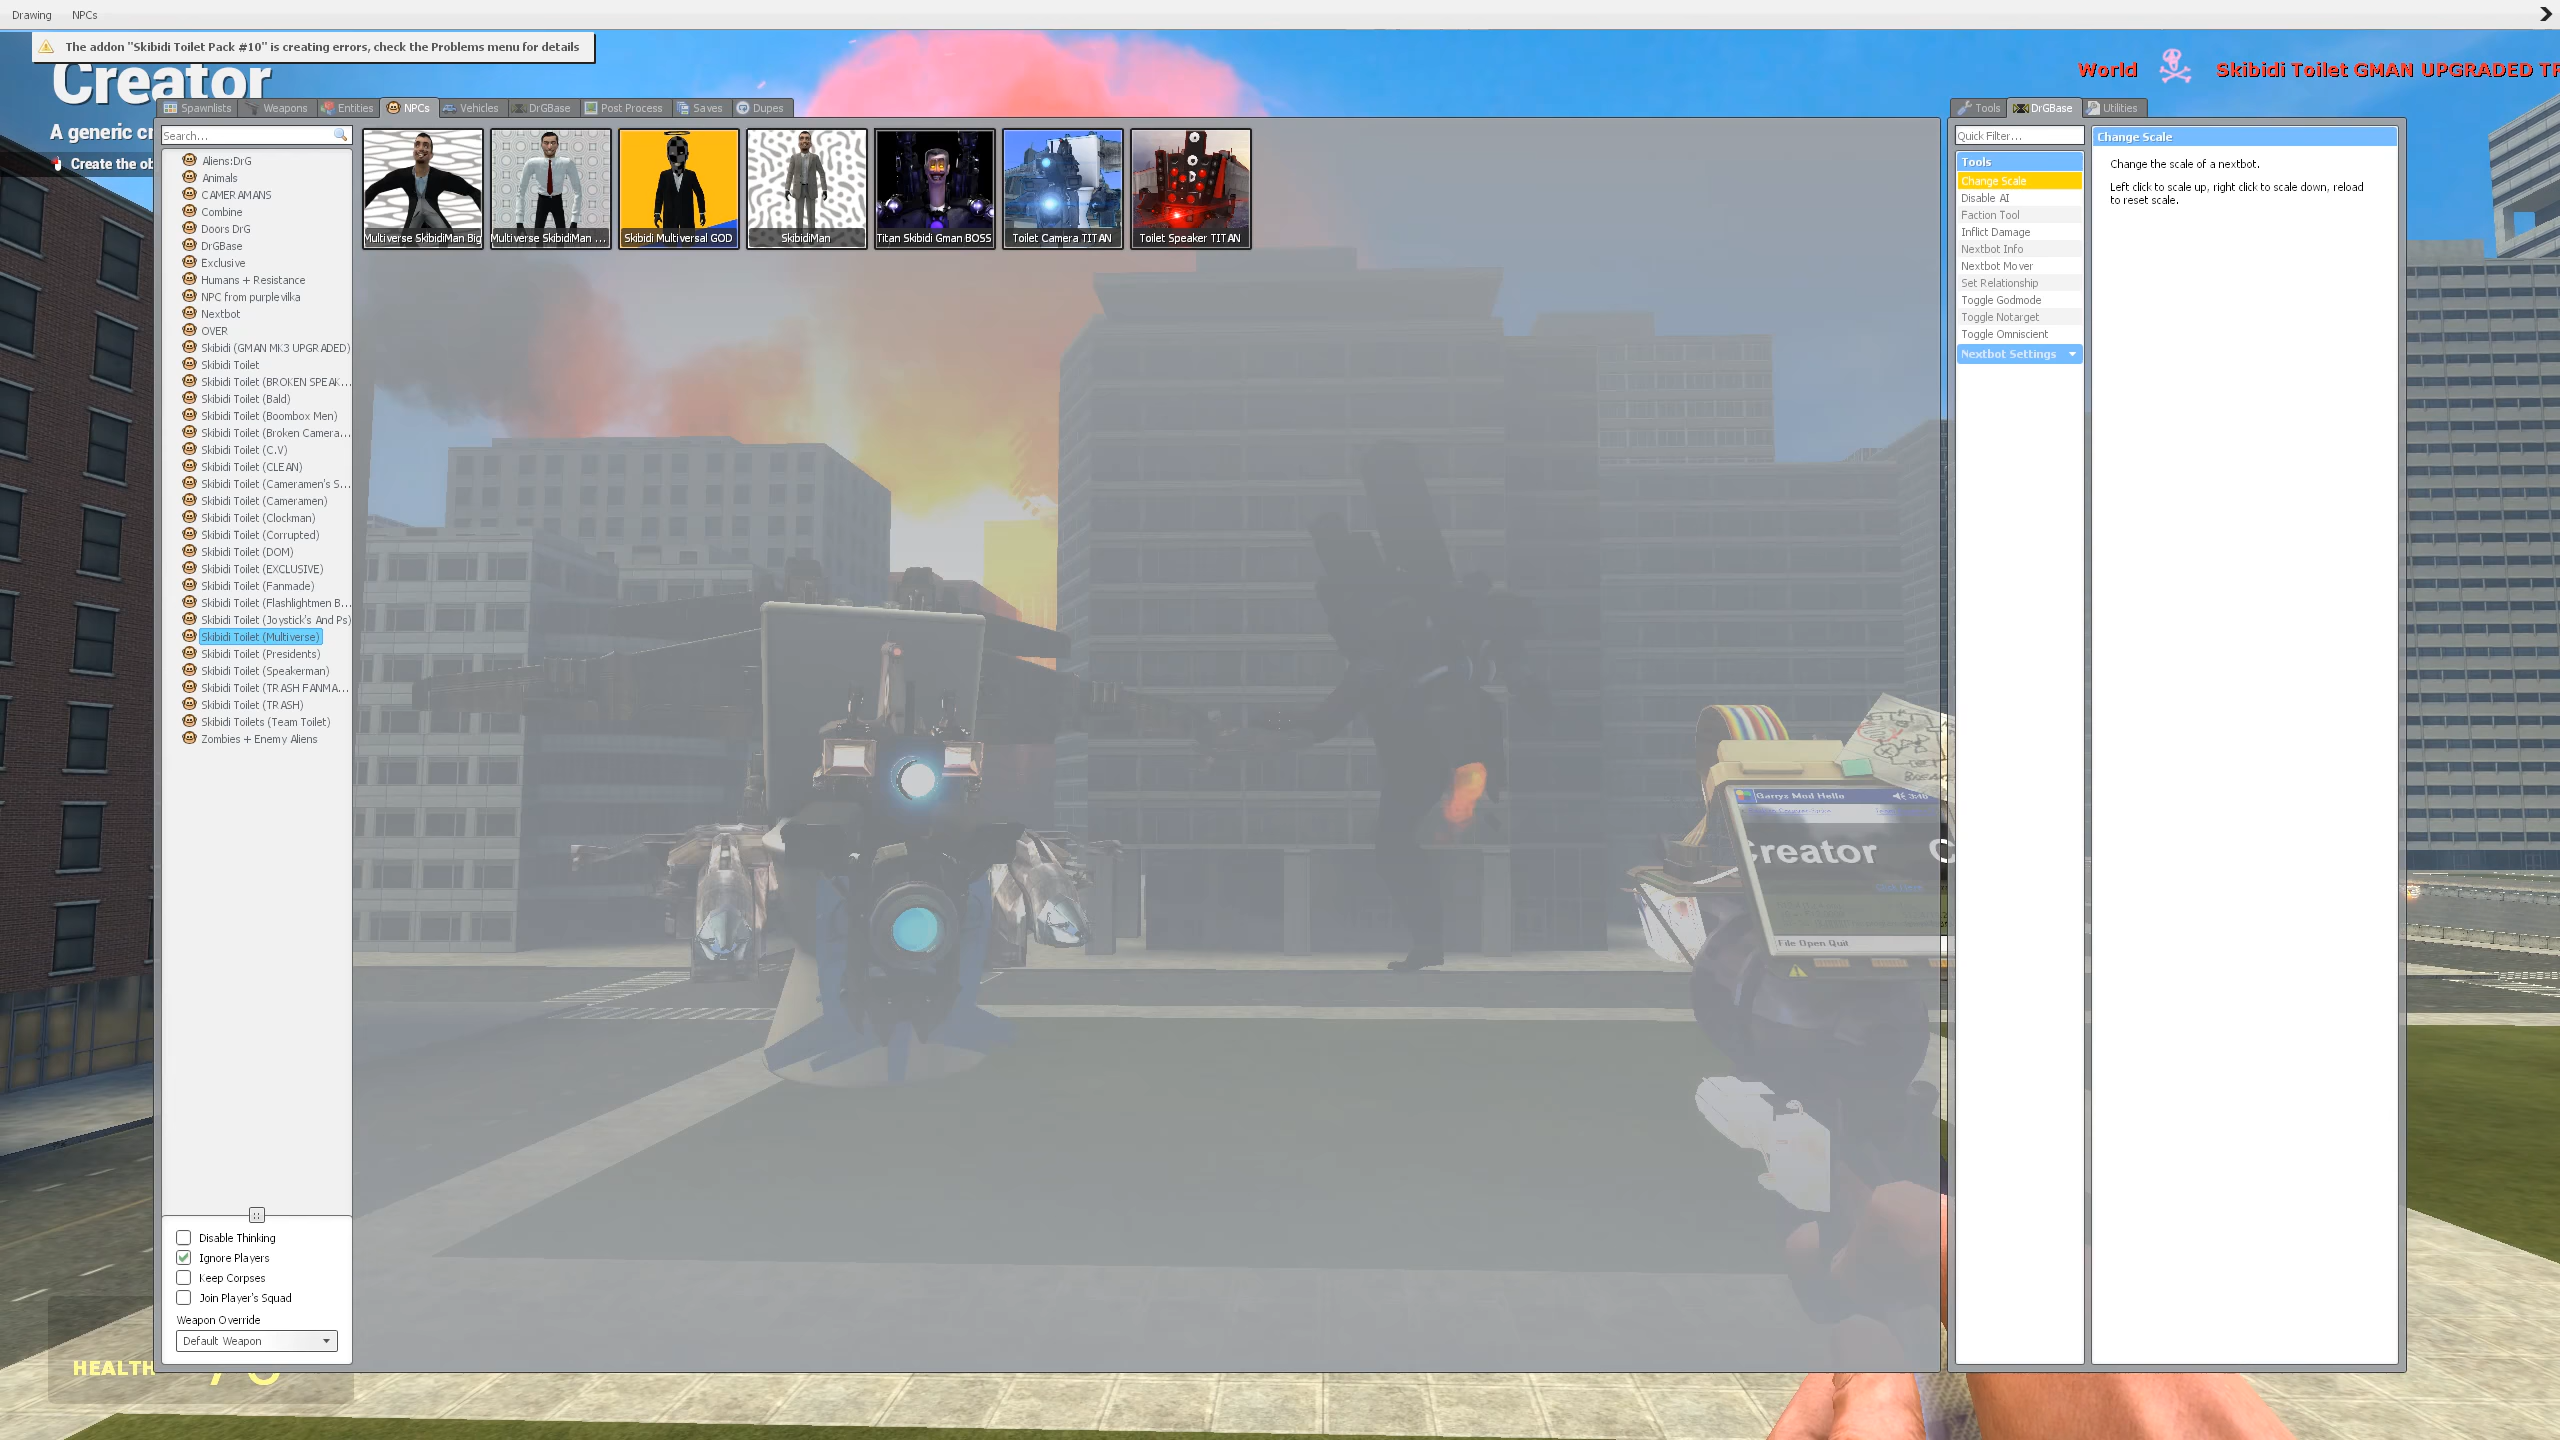 Drawing NPCs
The addon "Skibidi Toilet Pack #10" is creating errors, check the Problems menu for details
Creator
A generic cr
Create the ob
World Skibidi Toilet GMAN UPGRADED
Spawnlists Weapons Entities NPCs Vehicles DrGBase Post Process Saves Dupes
Search...
Aliens:DrG
Animals
CAMERAMANS
Combine
Doors DrG
DrGBase
Exclusive
Humans + Resistance
NPC from purplevilka
Nextbot
OVER
Skibidi (GMAN MK3 UPGRADED)
Skibidi Toilet
Skibidi Toilet (BROKEN SPEAK...
Skibidi Toilet (Bald)
Skibidi Toilet (Boombox Men)
Skibidi Toilet (Broken Camera...
Skibidi Toilet (C.V)
Skibidi Toilet (CLEAN)
Skibidi Toilet (Cameramen's S...
Skibidi Toilet (Cameramen)
Skibidi Toilet (Clockman)
Skibidi Toilet (Corrupted)
Skibidi Toilet (DOM)
Skibidi Toilet (EXCLUSIVE)
Skibidi Toilet (Fanmade)
Skibidi Toilet (Flashlightmen B...
Skibidi Toilet (Joystick's And Ps)
Skibidi Toilet (Multiverse)
Skibidi Toilet (Presidents)
Skibidi Toilet (Speakerman)
Skibidi Toilet (TRASH FANMA...
Skibidi Toilet (TRASH)
Skibidi Toilets (Team Toilet)
Zombies + Enemy Aliens
Disable Thinking
Ignore Players
Keep Corpses
Join Player's Squad
Weapon Override
Default Weapon
HEALTH
Multiverse SkibidiMan Big
Multiverse SkibidiMan ...
Skibidi Multiversal GOD
SkibidiMan
Titan Skibidi Gman BOSS
Toilet Camera TITAN
Toilet Speaker TITAN
Garrys Mod Hello
Creator
File Open Quit
Tools DrGBase Utilities
Quick Filter...
Tools
Change Scale
Disable AI
Faction Tool
Inflict Damage
Nextbot Info
Nextbot Mover
Set Relationship
Toggle Godmode
Toggle Notarget
Toggle Omniscient
Nextbot Settings
Change Scale
Change the scale of a nextbot.
Left click to scale up, right click to scale down, reload
to reset scale.